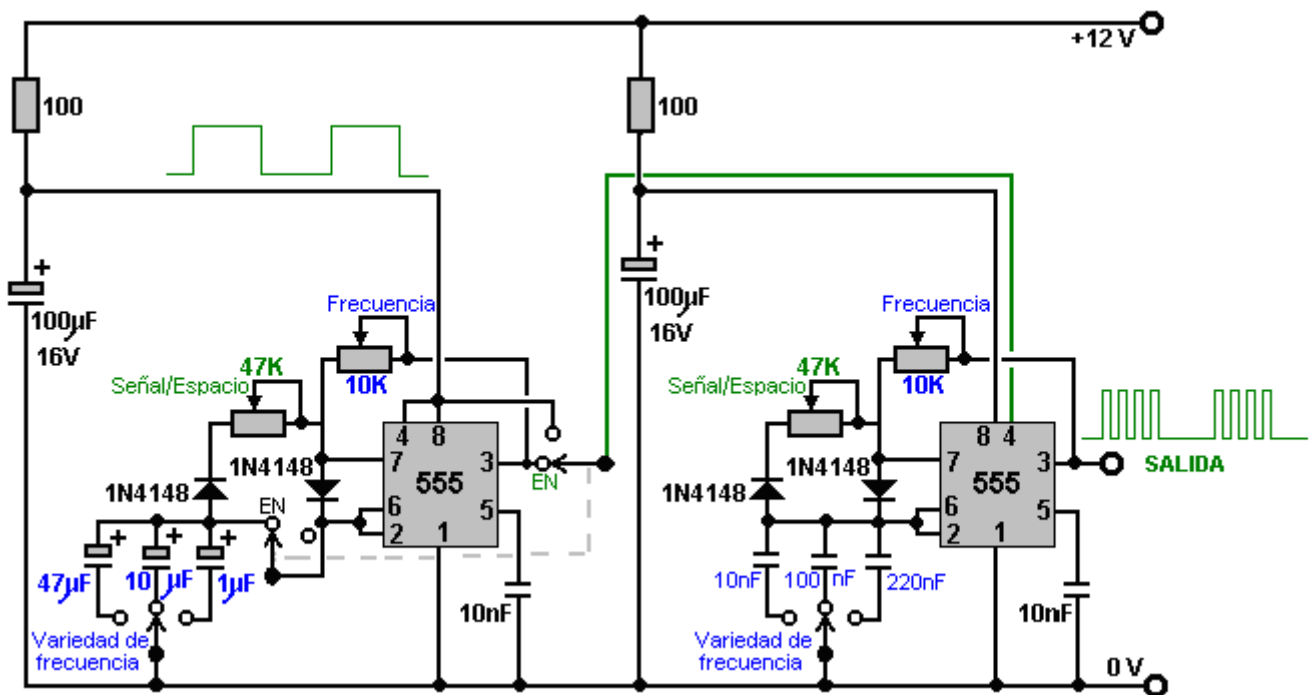 +12 V
100
100
100µF
16V
100µF
16V
Frecuencia
10K
47K
Señal/Espacio
1N4148
1N4148
4 8
7
3
555
6
2
5
1
EN
EN
47µF
10 µF
1µF
10nF
Variedad de
frecuencia
Frecuencia
10K
47K
Señal/Espacio
1N4148
1N4148
8 4
7
3
555
6
2
5
1
SALIDA
10nF
100 nF
220nF
10nF
Variedad de
frecuencia
0 V